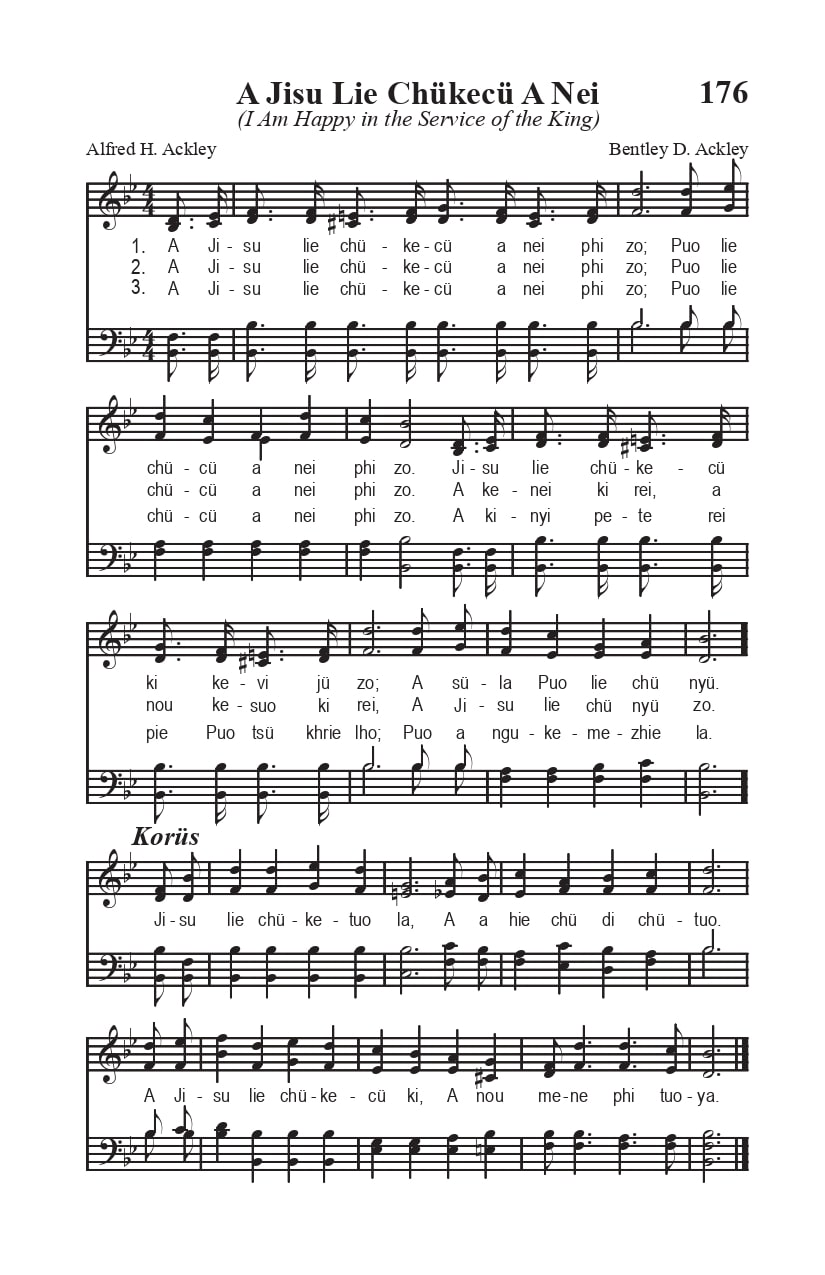 A Jisu Lie Chükecü A Nei 176
(I Am Happy in the Service of the King)
Alfred H. Ackley Bentley D. Ackley
1. A Ji - su lie chü - ke - cü a nei phi zo; Puo lie
2. A Ji - su lie chü - ke - cü a nei phi zo; Puo lie
3. A Ji - su lie chü - ke - cü a nei phi zo; Puo lie
chü - cü a nei phi zo. Ji - su lie chü - ke - cü
chü - cü a nei phi zo. A ke - nei ki rei, a
chü - cü a nei phi zo. A ki - nyi pe - te rei
ki ke - vi jü zo; A sü - la Puo lie chü nyü.
nou ke - suo ki rei, A Ji - su lie chü nyü zo.
pie Puo tsü khrie lho; Puo a ngu - ke - me - zhie la.
Korüs
Ji - su lie chü - ke - tuo la, A a hie chü di chü - tuo.
A Ji - su lie chü - ke - cü ki, A nou me - ne phi tuo - ya.